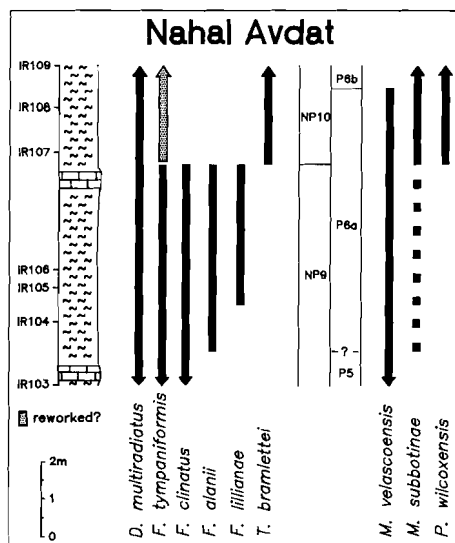 Nahal Avdat
IR109
IR108
IR107
IR106
IR105
IR104
IR103
NP10
NP9
P6b
P6a
?
P5
reworked?
2m
1
0
D. multiradiatus
F. tympaniformis
F. clinatus
F. alanii
F. lillianae
T. bramlettei
M. velascoensis
M. subbotinae
P. wilcoxensis